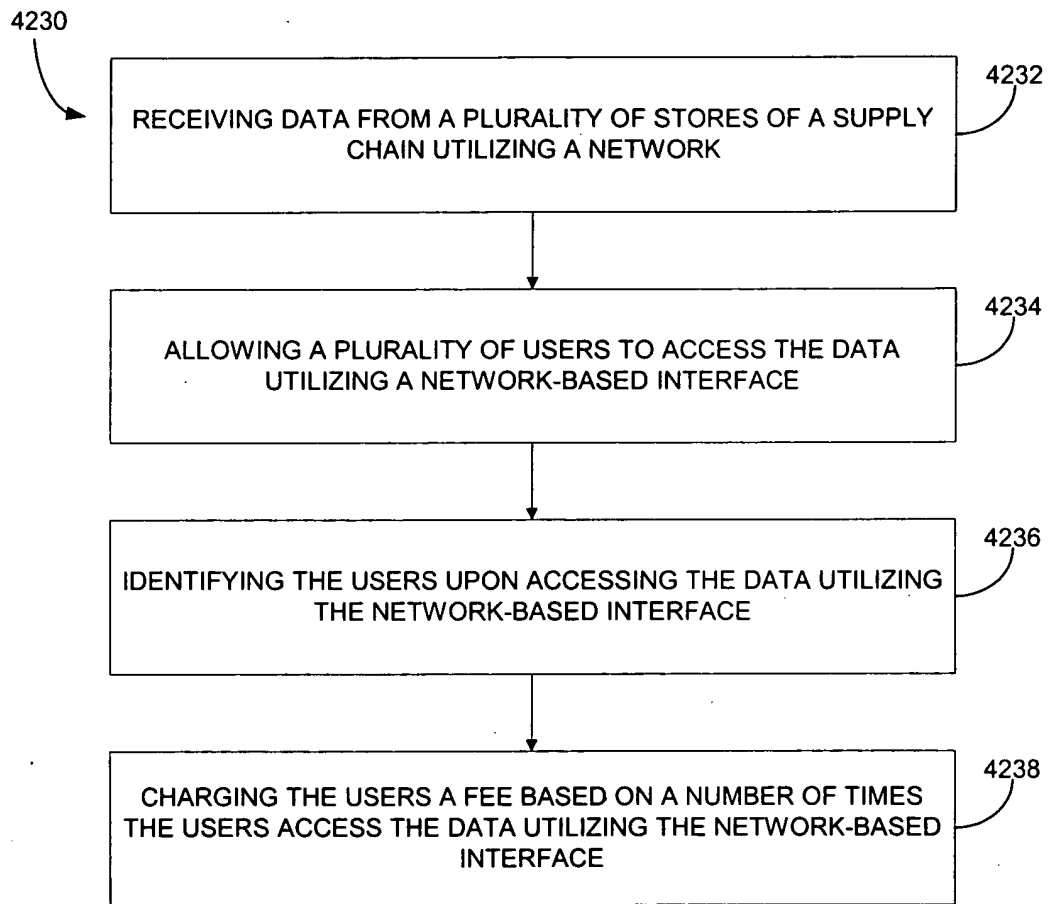 4230
4232
RECEIVING DATA FROM A PLURALITY OF STORES OF A SUPPLY
CHAIN UTILIZING A NETWORK
4234
ALLOWING A PLURALITY OF USERS TO ACCESS THE DATA
UTILIZING A NETWORK-BASED INTERFACE
4236
IDENTIFYING THE USERS UPON ACCESSING THE DATA UTILIZING
THE NETWORK-BASED INTERFACE
4238
CHARGING THE USERS A FEE BASED ON A NUMBER OF TIMES
THE USERS ACCESS THE DATA UTILIZING THE NETWORK-BASED
INTERFACE